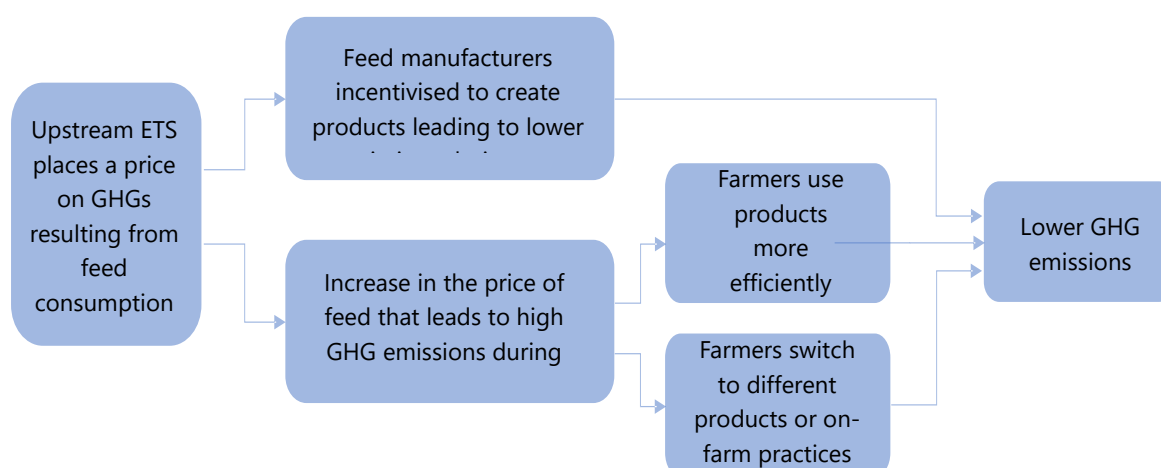 Upstream ETS
places a price
on GHGs
resulting from
feed
consumption
Feed manufacturers
incentivised to create
products leading to lower
Increase in the price of
feed that leads to high
GHG emissions during
Farmers use
products
more
efficiently
Farmers switch
to different
products or on-
farm practices
Lower GHG
emissions